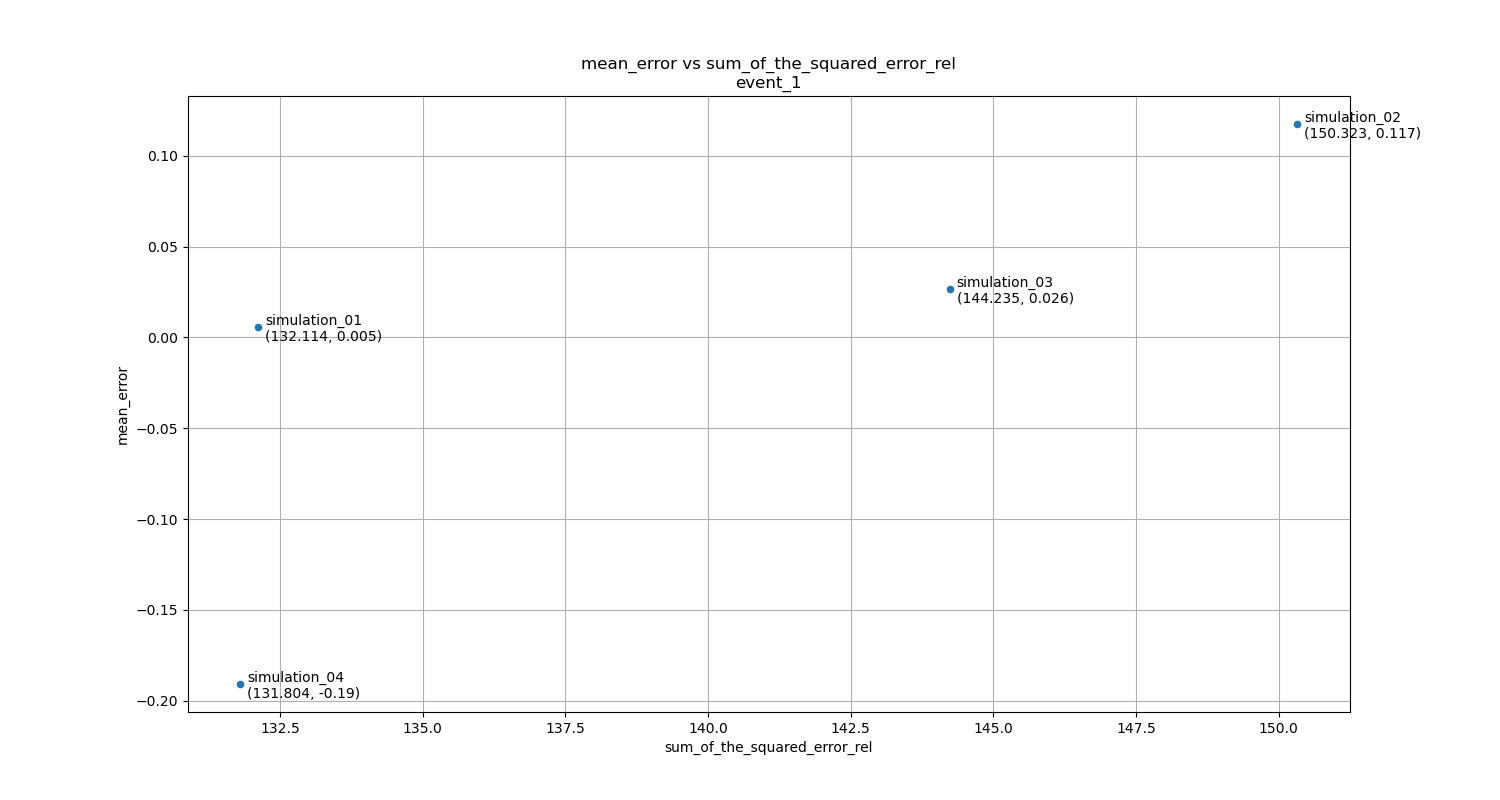 mean_error vs sum_of_the_squared_error_rel
event_1
simulation_02
(150.323, 0.117)
0.10
0.05
simulation_03
(144.235, 0.026)
simulation_01
(132.114, 0.005)
0.00
mean_error
−0.05
−0.10
−0.15
simulation_04
(131.804, -0.19)
−0.20
132.5 135.0 137.5 140.0 142.5 145.0 147.5 150.0
sum_of_the_squared_error_rel